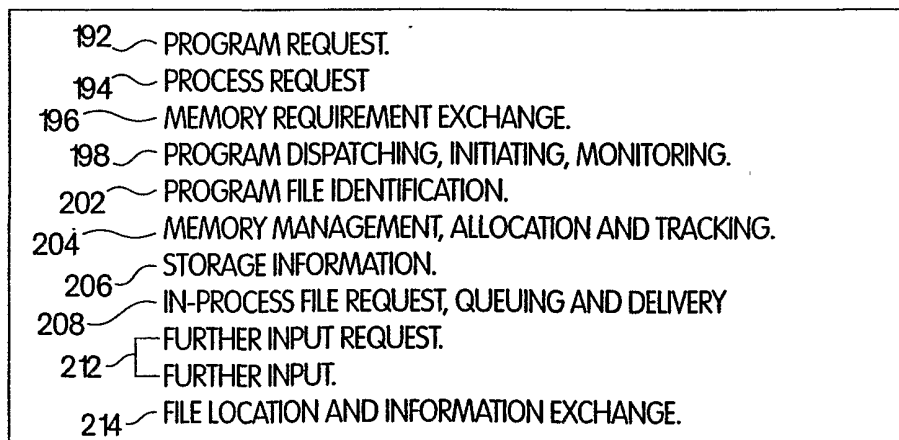 192 PROGRAM REQUEST.
194 PROCESS REQUEST
196 MEMORY REQUIREMENT EXCHANGE.
198 PROGRAM DISPATCHING, INITIATING, MONITORING.
202 PROGRAM FILE IDENTIFICATION.
204 MEMORY MANAGEMENT, ALLOCATION AND TRACKING.
206 STORAGE INFORMATION.
208 IN-PROCESS FILE REQUEST, QUEUING AND DELIVERY
212 FURTHER INPUT REQUEST.
FURTHER INPUT.
214 FILE LOCATION AND INFORMATION EXCHANGE.